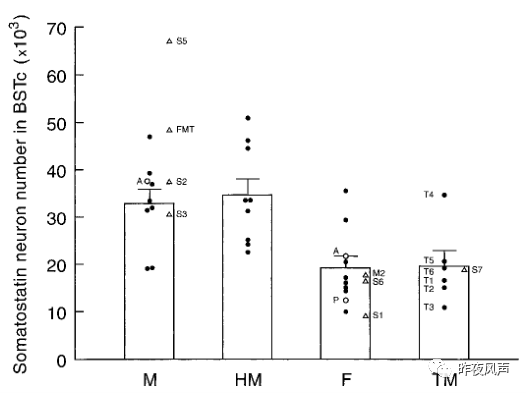 Somatostatin neuron number in BSTc (x10³)
70
60
50
40
30
20
10
0
S5
FMT
A
S2
S3
A
M2
S6
P
S1
T4
T5
T6
S7
T1
T2
T3
M
HM
F
TM
昨夜风声